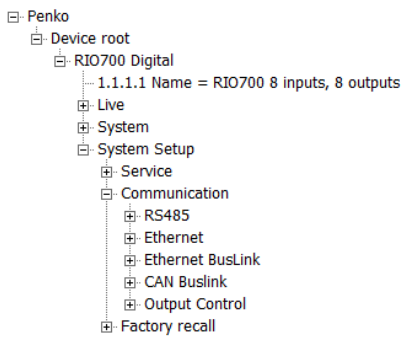 Penko
Device root
RIO700 Digital
1.1.1.1 Name = RIO700 8 inputs, 8 outputs
Live
System
System Setup
Service
Communication
RS485
Ethernet
Ethernet BusLink
CAN Buslink
Output Control
Factory recall